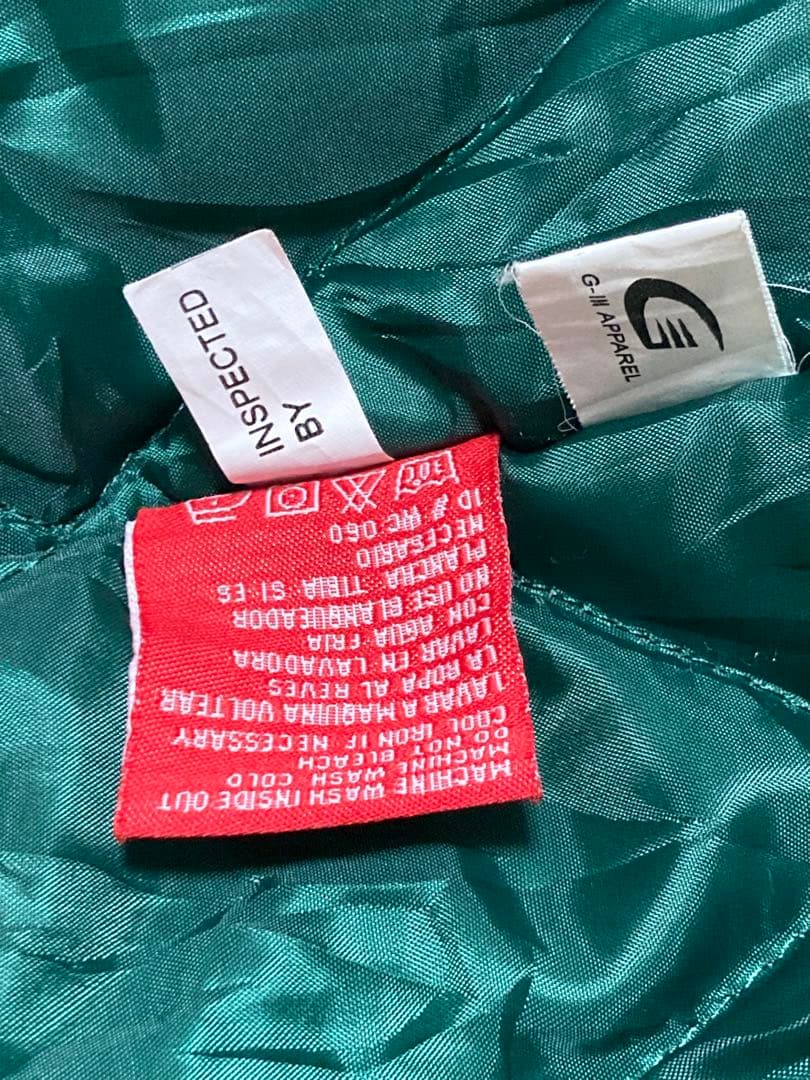 INSPECTED
BY
G-III APPAREL
MACHINE WASH INSIDE OUT
MACHINE WASH COLD
DO NOT BLEACH
COOL IRON IF NECESSARY
LAVAR A MAQUINA VOLTEAR
LA ROPA AL REVES
LAVAR EN LAVADORA
CON AGUA FRIA
NO USE BLANQUEADOR
PLANCHA TIBIA SI ES
NECESARIO
ID # WC 060
30°